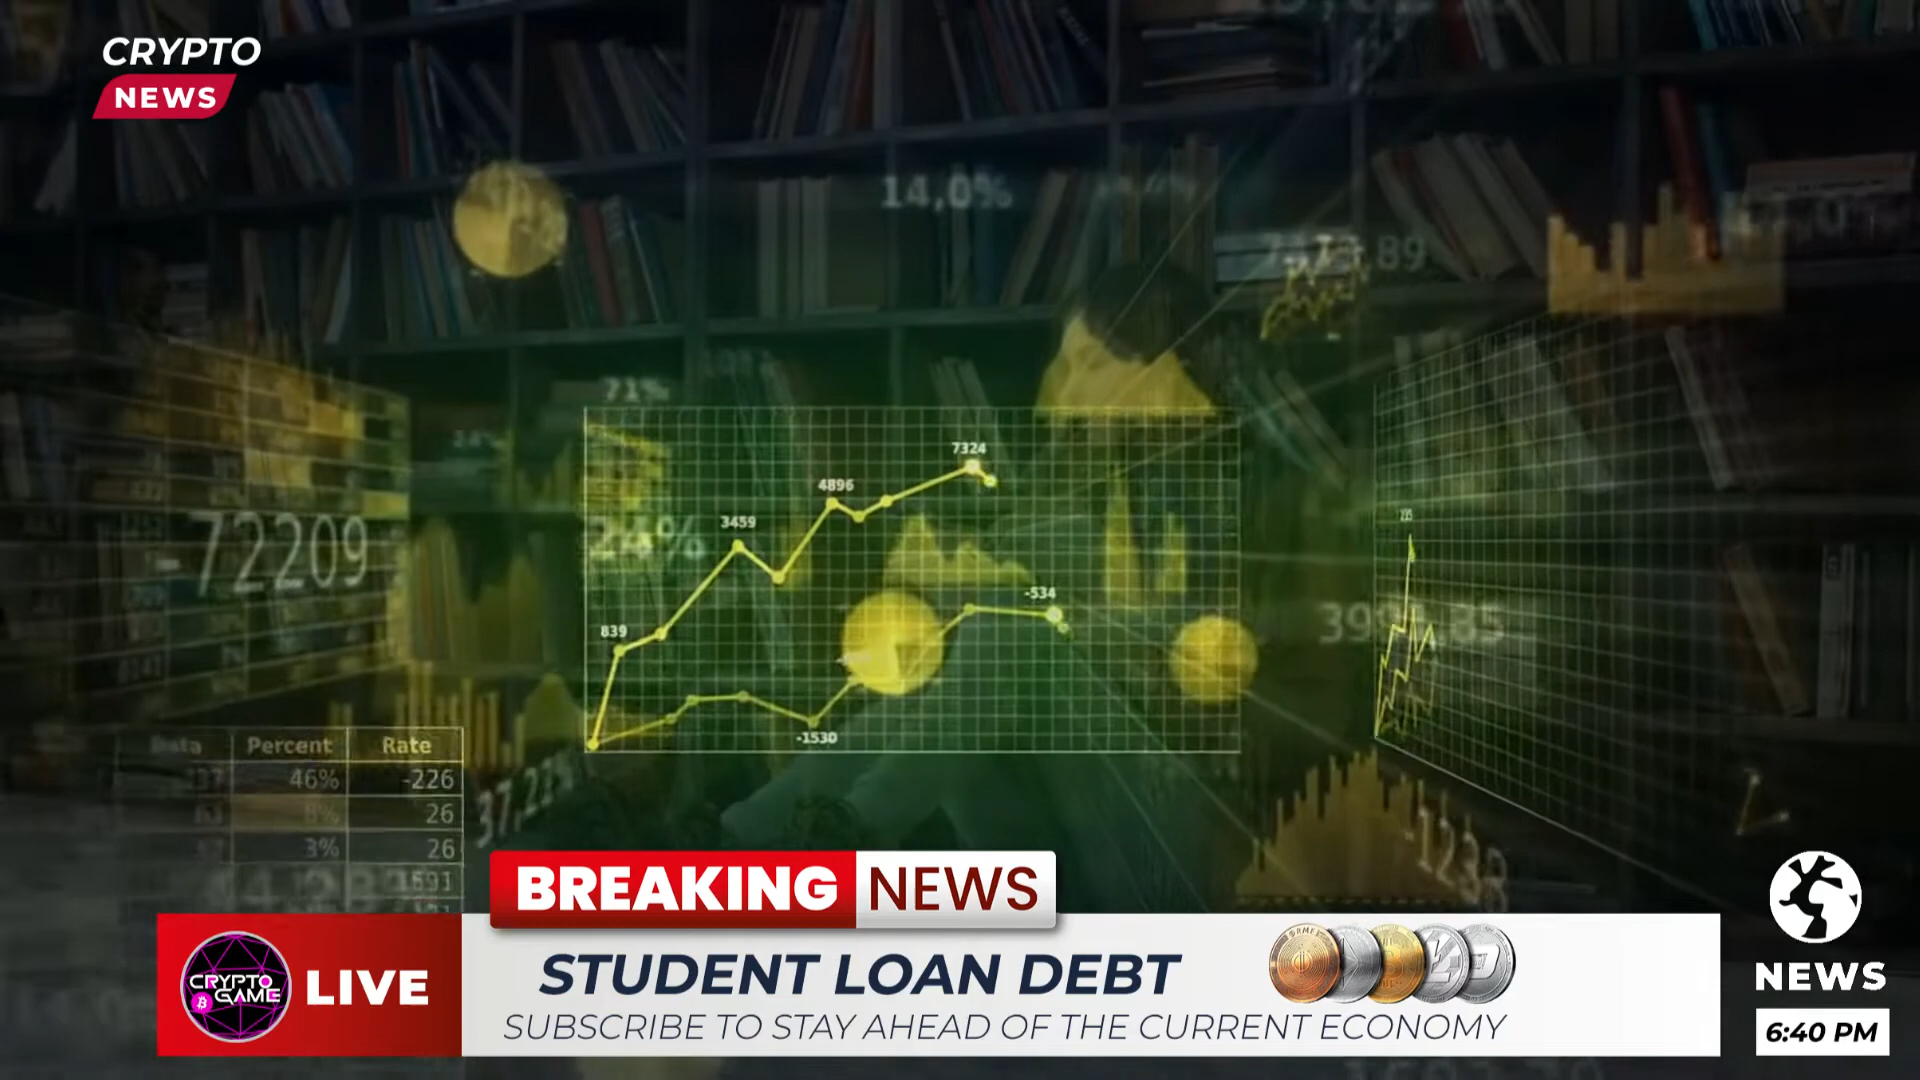 CRYPTO
NEWS
14,0%
71%
7324
4896
3459
24%
-72209
-534
839
-1530
Percent Rate
46% -226
8% 26
3% 26
BREAKING NEWS
LIVE
CRYPTO
GAME
STUDENT LOAN DEBT
SUBSCRIBE TO STAY AHEAD OF THE CURRENT ECONOMY
NEWS
6:40 PM